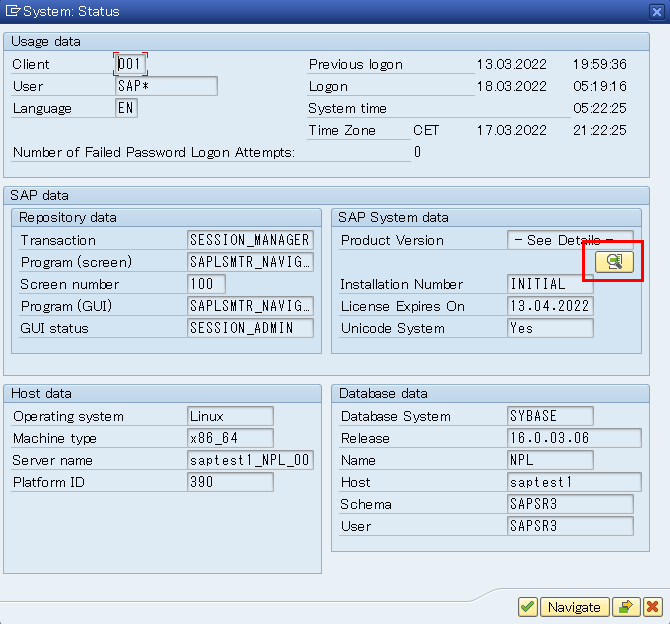 System: Status
Usage data
Client 001 Previous logon 13.03.2022 19:59:36
User SAP* Logon 18.03.2022 05:19:16
Language EN System time 05:22:25
Time Zone CET 17.03.2022 21:22:25
Number of Failed Password Logon Attempts: 0
SAP data
Repository data
Transaction SESSION_MANAGER
Program (screen) SAPLSMTR_NAVIG…
Screen number 100
Program (GUI) SAPLSMTR_NAVIG…
GUI status SESSION_ADMIN
SAP System data
Product Version – See Details –
Installation Number INITIAL
License Expires On 13.04.2022
Unicode System Yes
Host data
Operating system Linux
Machine type x86_64
Server name saptest1_NPL_00
Platform ID 390
Database data
Database System SYBASE
Release 16.0.03.06
Name NPL
Host saptest1
Schema SAPSR3
User SAPSR3
Navigate